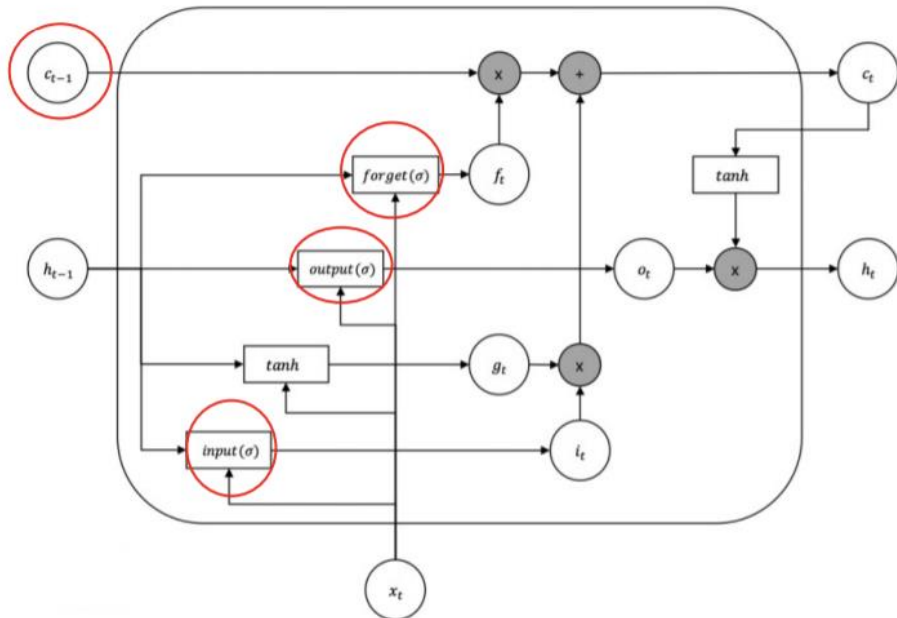 c_{t-1}
x
+
c_t
forget(σ)
f_t
tanh
h_{t-1}
output(σ)
o_t
x
h_t
tanh
g_t
x
input(σ)
i_t
x_t